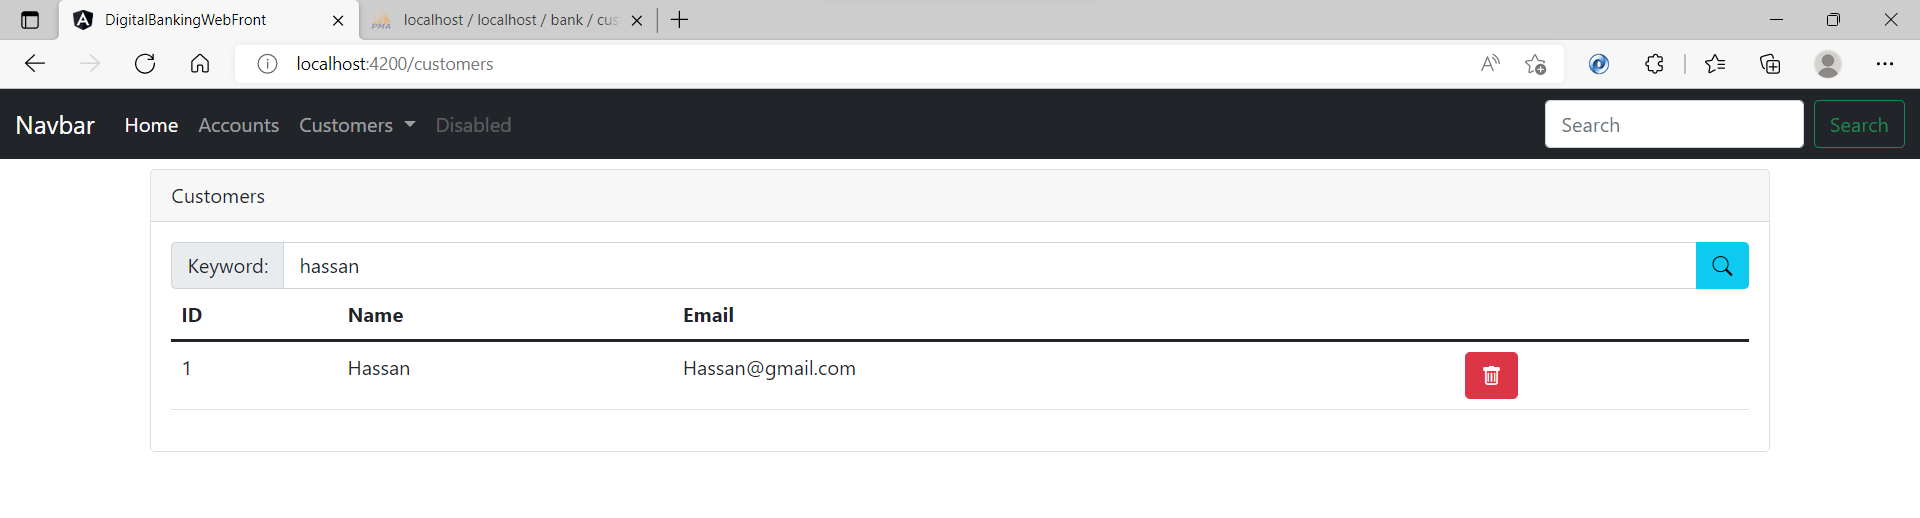 DigitalBankingWebFront
PMA localhost / localhost / bank / cus
localhost:4200/customers
Navbar Home Accounts Customers Disabled Search Search
Customers
Keyword: hassan
ID Name Email
1 Hassan Hassan@gmail.com